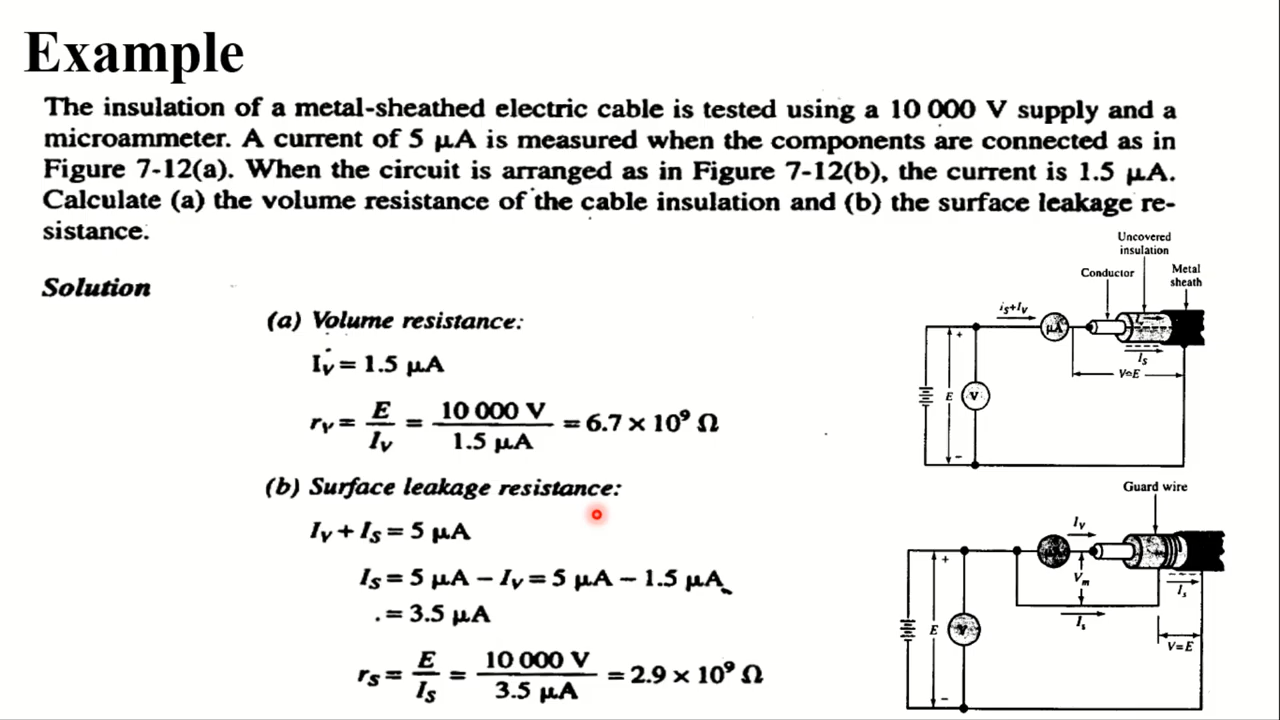 Example
The insulation of a metal-sheathed electric cable is tested using a 10 000 V supply and a
microammeter. A current of 5 μA is measured when the components are connected as in
Figure 7-12(a). When the circuit is arranged as in Figure 7-12(b), the current is 1.5 μA.
Calculate (a) the volume resistance of the cable insulation and (b) the surface leakage re-
sistance.
Solution
(a) Volume resistance:
Iv = 1.5 μA
rv = E/Iv = 10 000 V/1.5 μA = 6.7 × 10⁹ Ω
(b) Surface leakage resistance:
Iv + Is = 5 μA
Is = 5 μA − Iv = 5 μA − 1.5 μA
= 3.5 μA
rs = E/Is = 10 000 V/3.5 μA = 2.9 × 10⁹ Ω
Uncovered
insulation
Conductor
Metal
sheath
is+Iv
μA
Is
V=E
+
E
V
−
Guard wire
Iv
+
Vm
Is
Is
E
V
V=E
−